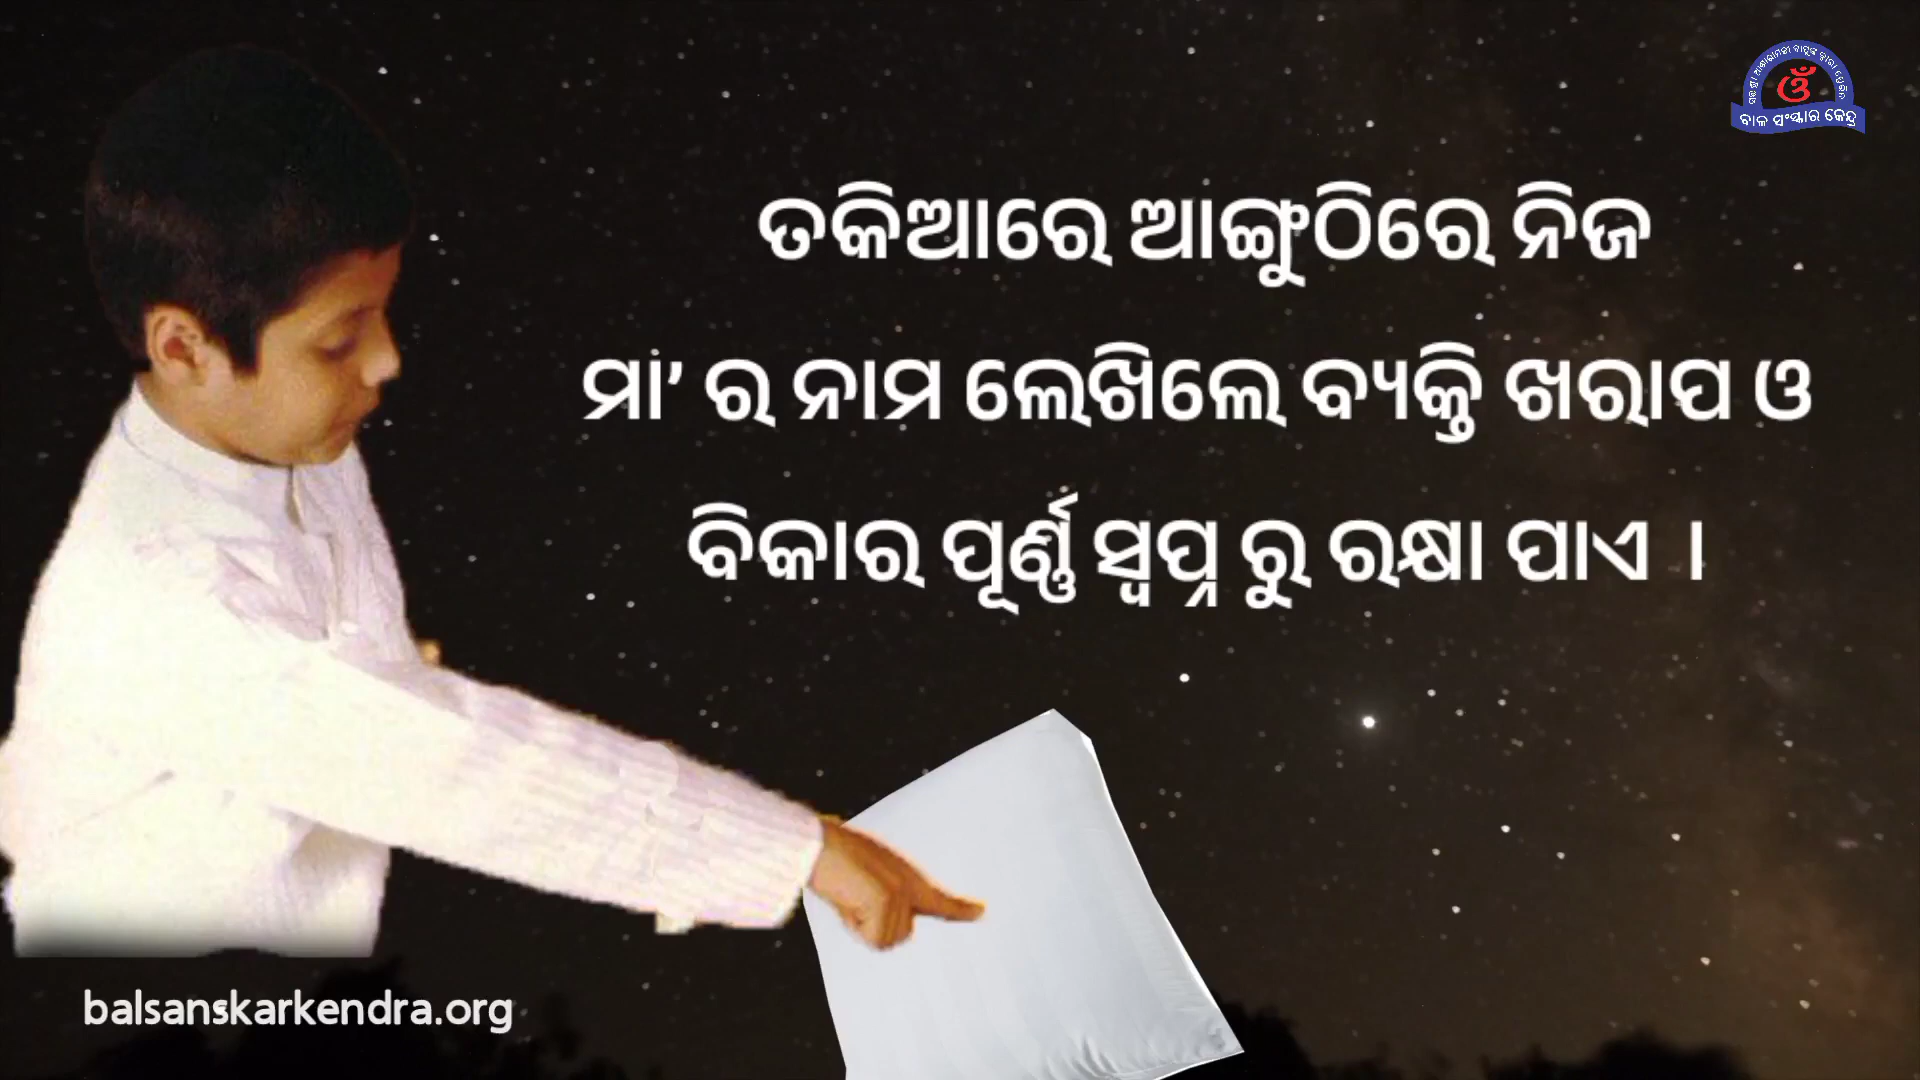 ବାଳ ସଂସ୍କାର କେନ୍ଦ୍ର
ତକିଆରେ ଆଙ୍ଗୁଠିରେ ନିଜ
ମା’ ର ନାମ ଲେଖିଲେ ବ୍ୟକ୍ତି ଖରାପ ଓ
ବିକାର ପୂର୍ଣ୍ଣ ସ୍ୱପ୍ନ ରୁ ରକ୍ଷା ପାଏ ।
balsanskarkendra.org